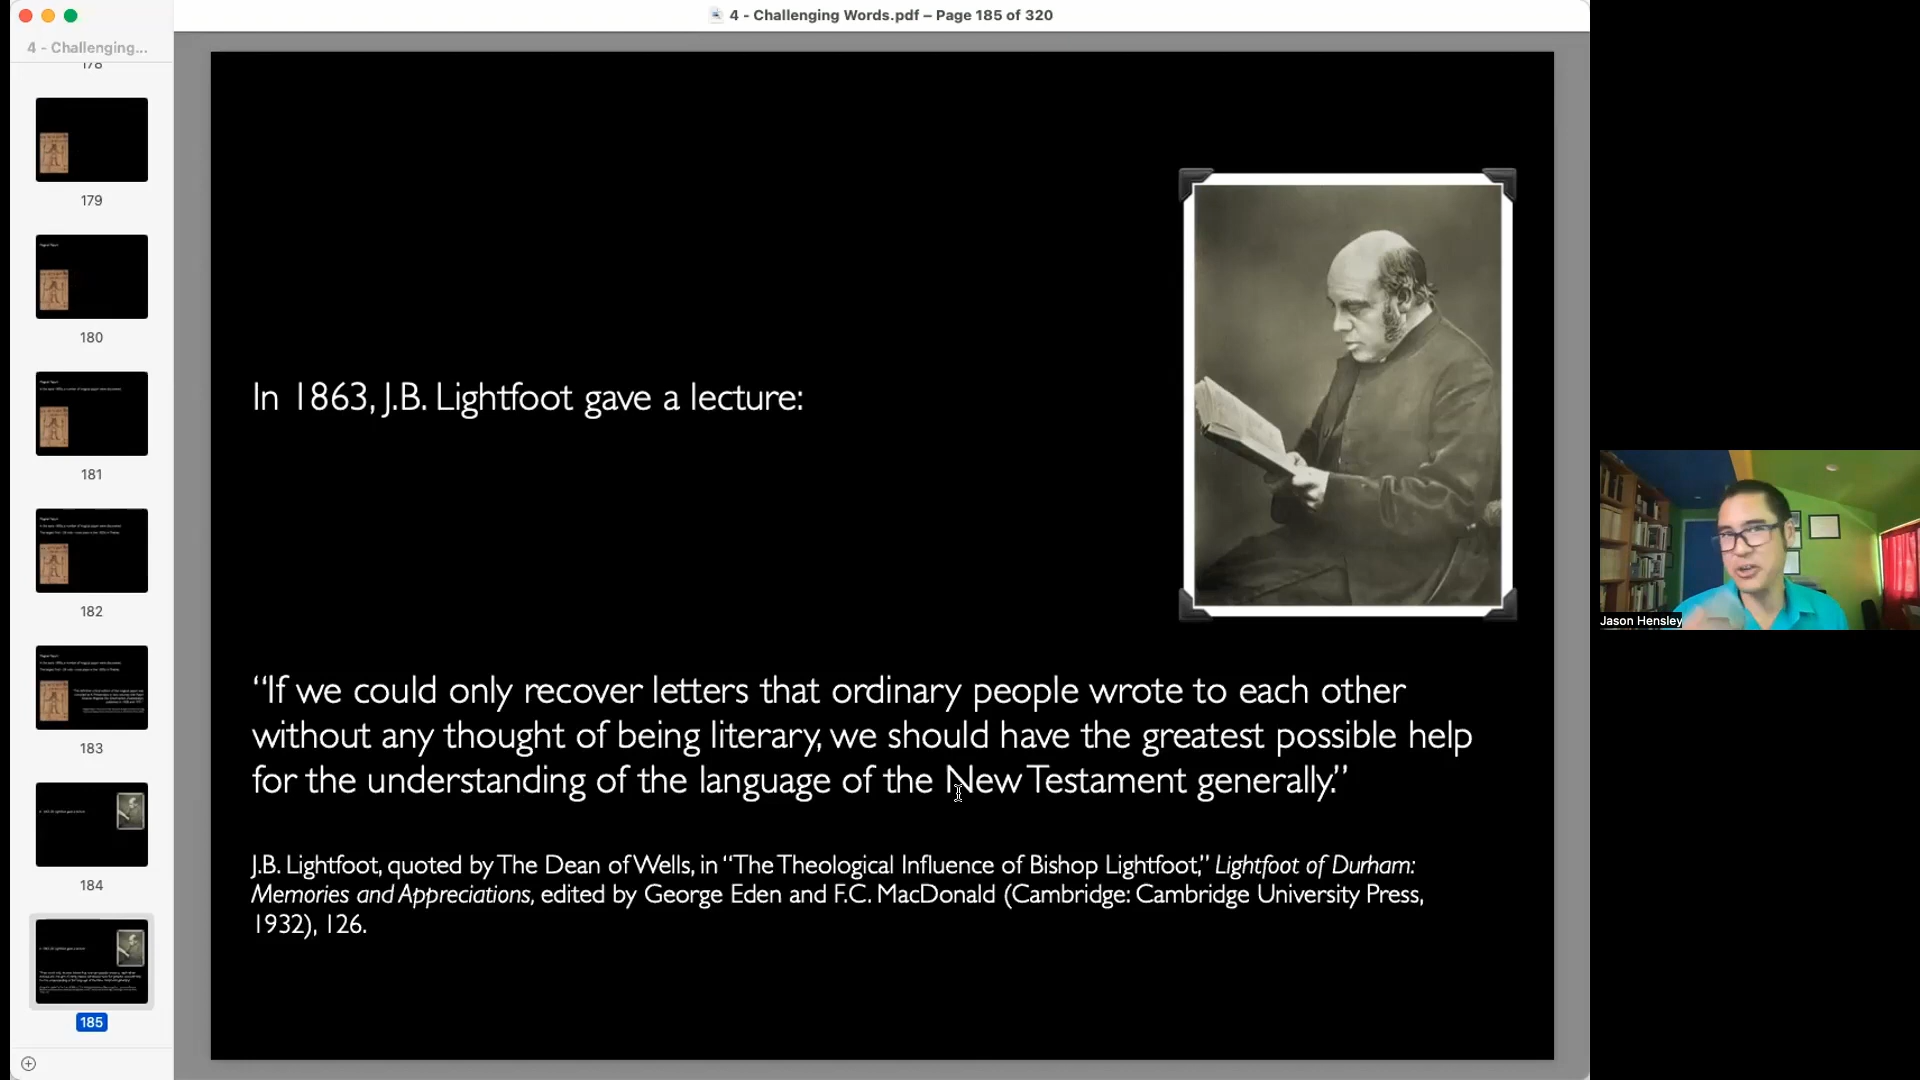 4 - Challenging Words.pdf – Page 185 of 320
4 - Challenging...
178
179
180
181
182
183
184
185
In 1863, J.B. Lightfoot gave a lecture:
“If we could only recover letters that ordinary people wrote to each other
without any thought of being literary, we should have the greatest possible help
for the understanding of the language of the New Testament generally.”
J.B. Lightfoot, quoted by The Dean of Wells, in “The Theological Influence of Bishop Lightfoot,” Lightfoot of Durham:
Memories and Appreciations, edited by George Eden and F.C. MacDonald (Cambridge: Cambridge University Press,
1932), 126.
Jason Hensley